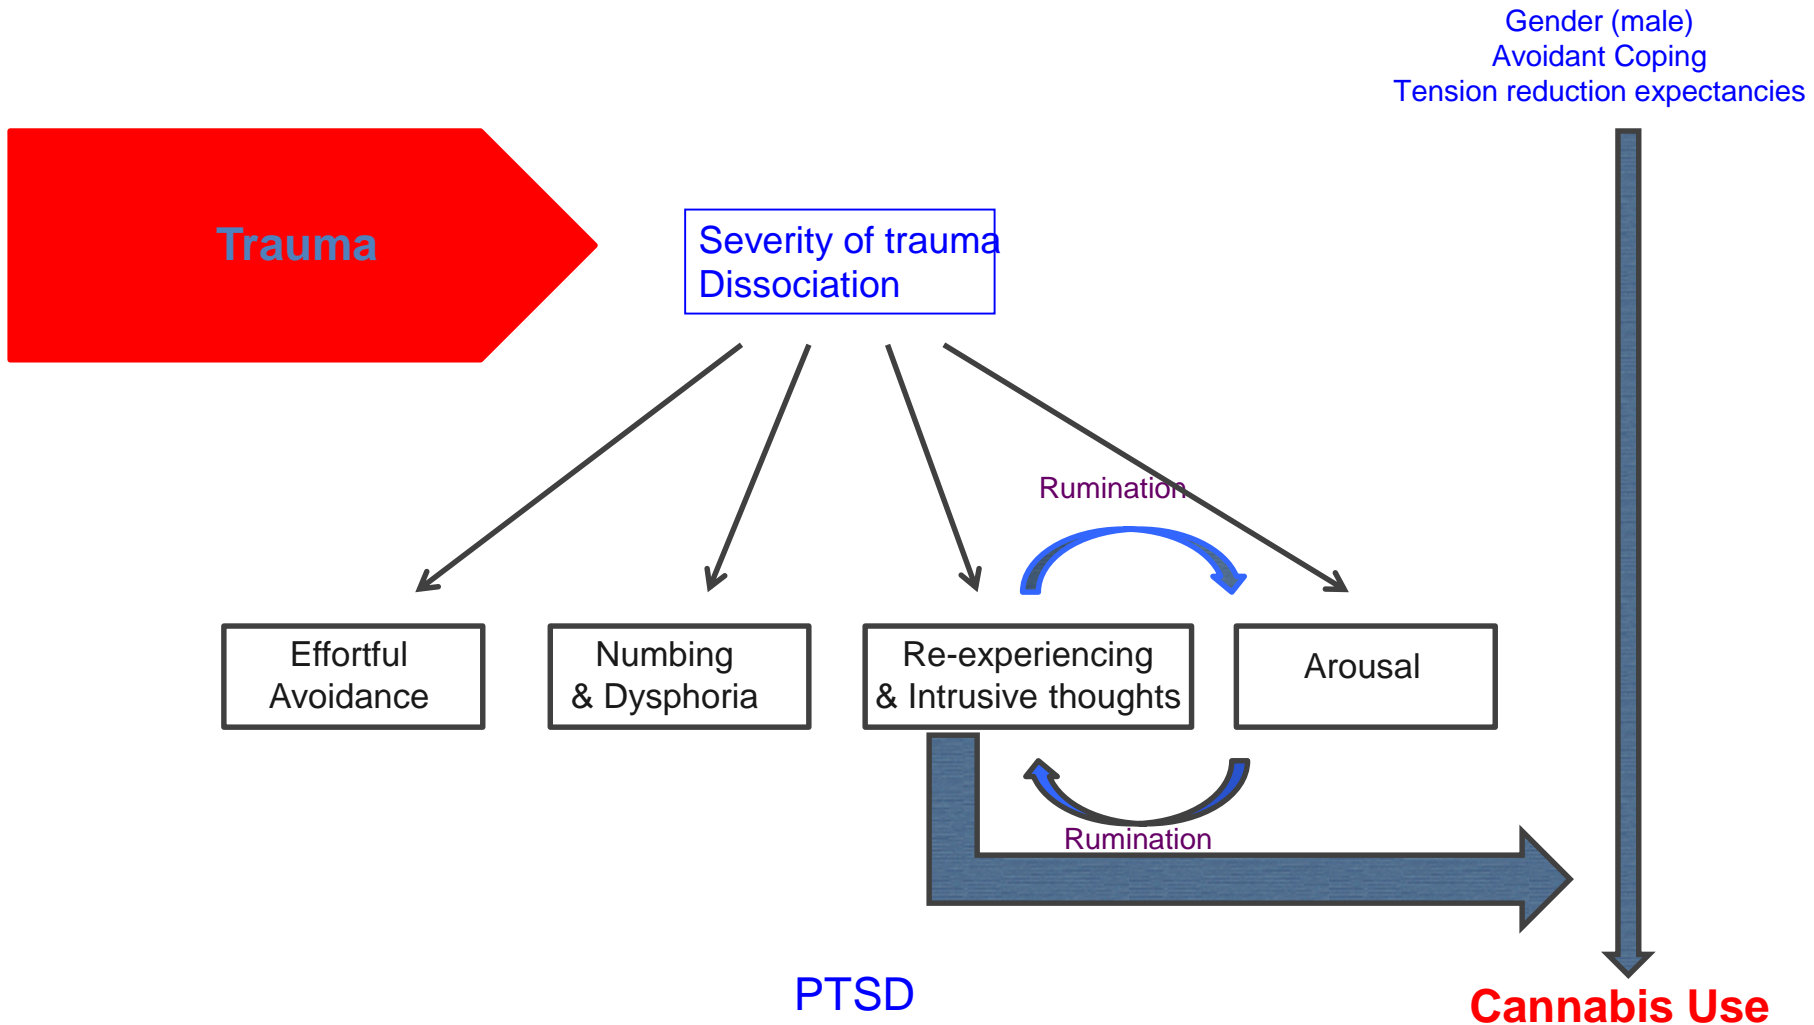 Gender (male)
Avoidant Coping
Tension reduction expectancies
Trauma
Severity of trauma
Dissociation
Rumination
Effortful
Avoidance
Numbing
& Dysphoria
Re-experiencing
& Intrusive thoughts
Arousal
Rumination
PTSD
Cannabis Use